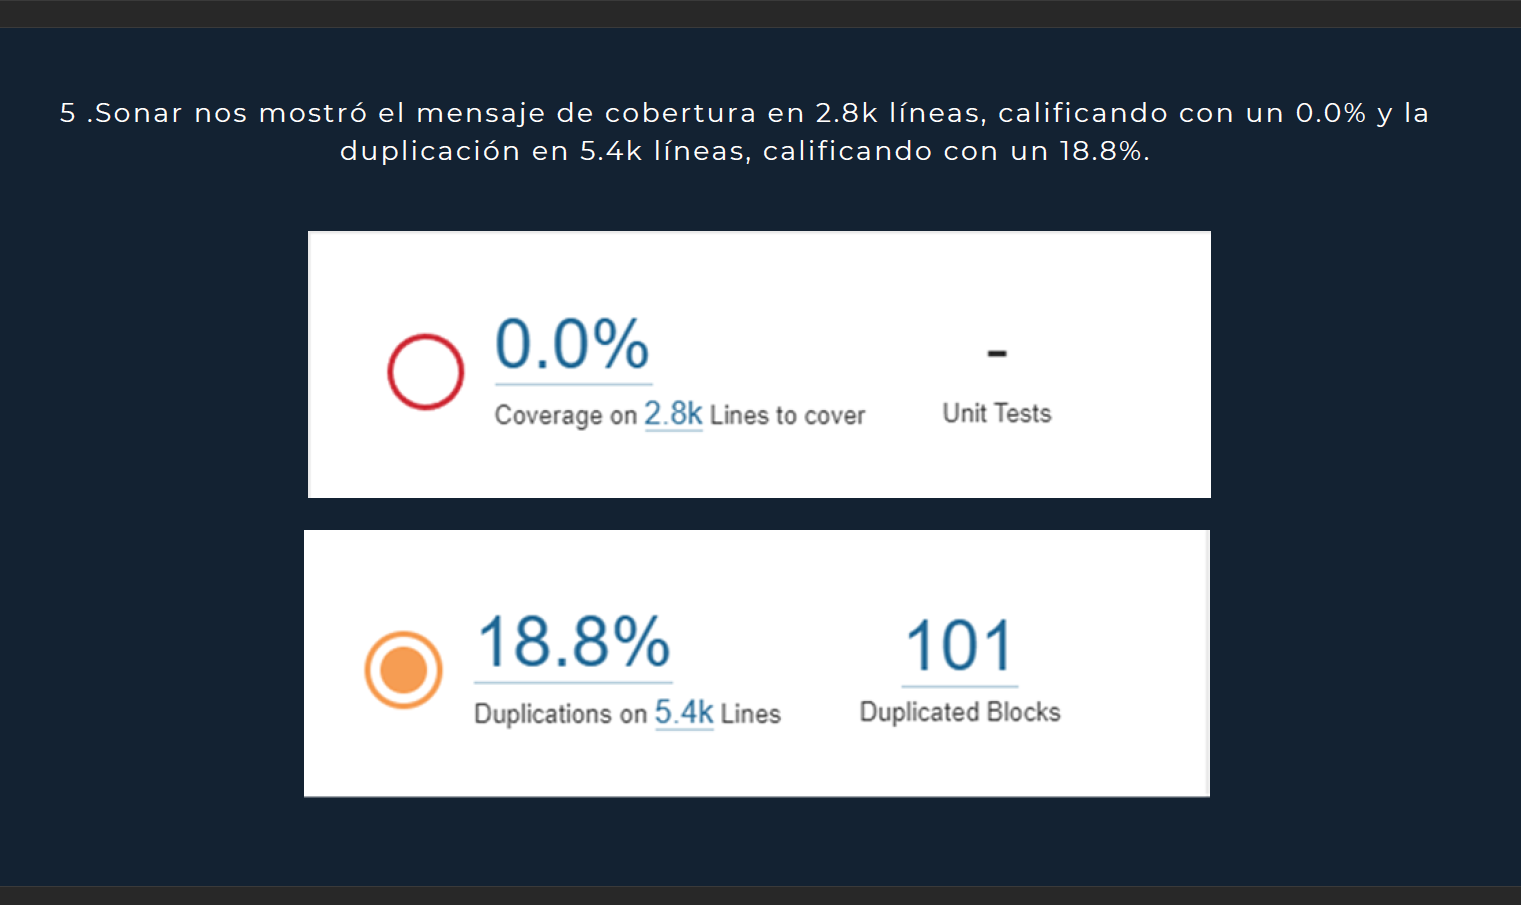 5 .Sonar nos mostró el mensaje de cobertura en 2.8k líneas, calificando con un 0.0% y la
duplicación en 5.4k líneas, calificando con un 18.8%.
0.0%
Coverage on 2.8k Lines to cover
-
Unit Tests
18.8%
Duplications on 5.4k Lines
101
Duplicated Blocks